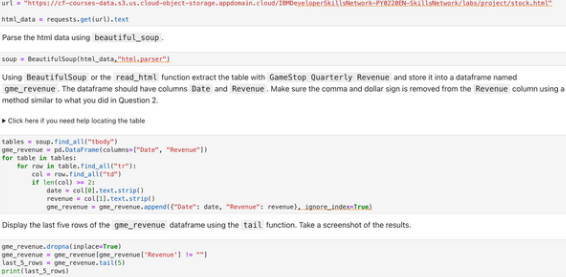 url = "https://cf-courses-data.s3.us.cloud-object-storage.appdomain.cloud/IBMDeveloperSkillsNetwork-PY0220EN-SkillsNetwork/labs/project/stock.html"
html_data = requests.get(url).text
Parse the html data using beautiful_soup.
soup = BeautifulSoup(html_data,"html.parser")
Using BeautifulSoup or the read_html function extract the table with GameStop Quarterly Revenue and store it into a dataframe named
gme_revenue. The dataframe should have columns Date and Revenue. Make sure the comma and dollar sign is removed from the Revenue column using a
method similar to what you did in Question 2.
▶ Click here if you need help locating the table
tables = soup.find_all("tbody")
gme_revenue = pd.DataFrame(columns=["Date", "Revenue"])
for table in tables:
    for row in table.find_all("tr"):
        col = row.find_all("td")
        if len(col) >= 2:
            date = col[0].text.strip()
            revenue = col[1].text.strip()
            gme_revenue = gme_revenue.append({"Date": date, "Revenue": revenue}, ignore_index=True)
Display the last five rows of the gme_revenue dataframe using the tail function. Take a screenshot of the results.
gme_revenue.dropna(inplace=True)
gme_revenue = gme_revenue[gme_revenue['Revenue'] != ""]
last_5_rows = gme_revenue.tail(5)
print(last_5_rows)